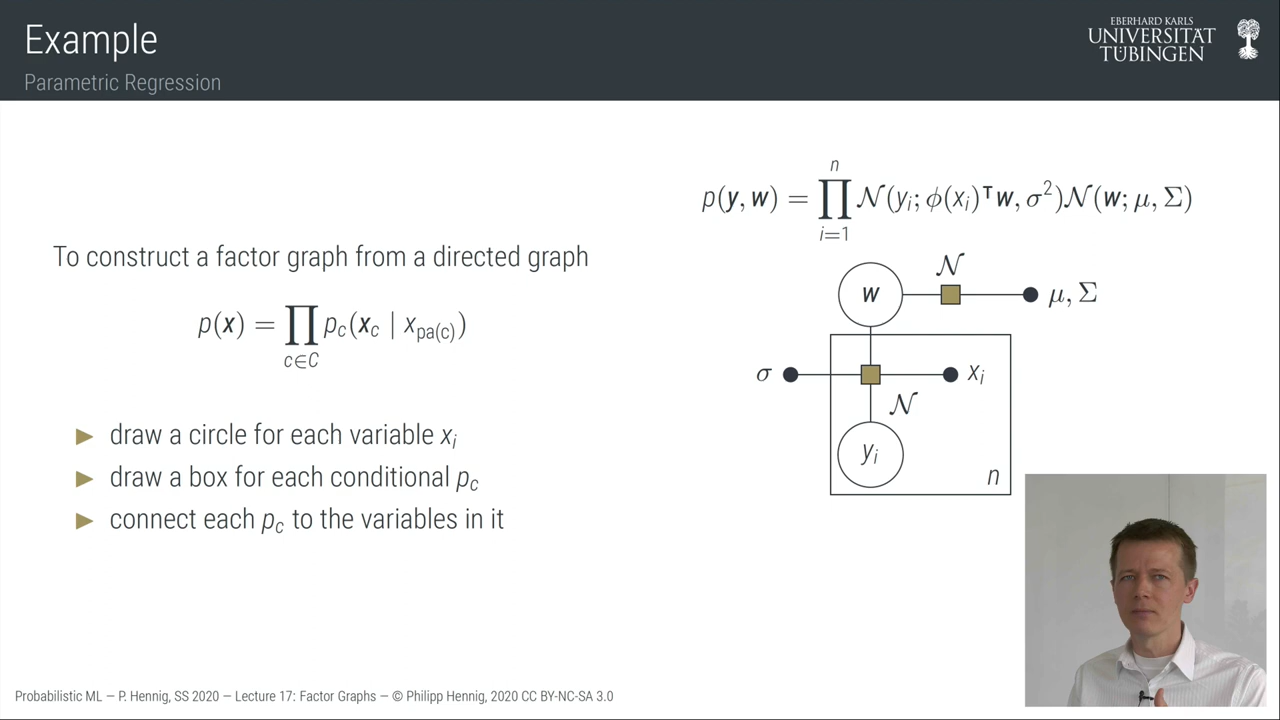 Example
Parametric Regression
EBERHARD KARLS
UNIVERSITÄT
TÜBINGEN
To construct a factor graph from a directed graph
p(x) = ∏_{c∈C} p_c(x_c | x_{pa(c)})
► draw a circle for each variable x_i
► draw a box for each conditional p_c
► connect each p_c to the variables in it
p(y, w) = ∏_{i=1}^{n} 𝒩(y_i; ϕ(x_i)ᵀw, σ²)𝒩(w; μ, Σ)
𝒩
w
μ, Σ
σ
x_i
𝒩
y_i
n
Probabilistic ML — P. Hennig, SS 2020 — Lecture 17: Factor Graphs — © Philipp Hennig, 2020 CC BY-NC-SA 3.0